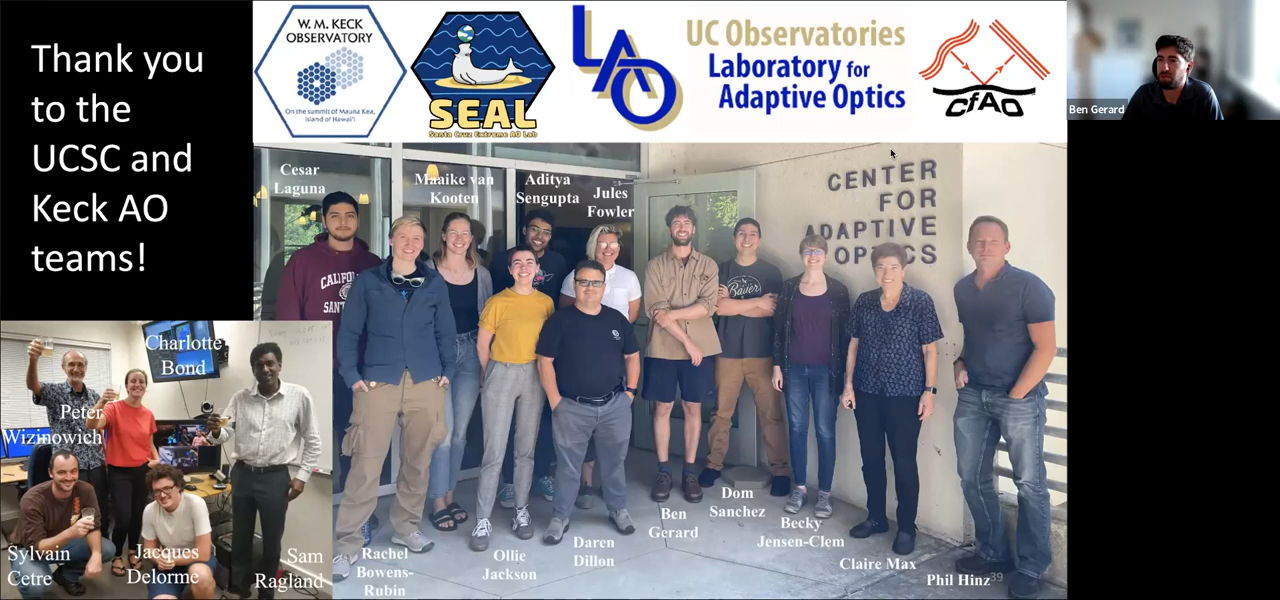 Thank you
to the
UCSC and
Keck AO
teams!
W. M. KECK
OBSERVATORY
On the summit of Mauna Kea,
Island of Hawai'i
SEAL
Santa Cruz Extreme AO Lab
LAO
UC Observatories
Laboratory for
Adaptive Optics
CfAO
Ben Gerard
CENTER
FOR
ADAPTIVE
OPTICS
Cesar
Laguna
Maaike van
Kooten
Aditya
Sengupta
Jules
Fowler
Bauer
Charlotte
Bond
Peter
Wizinowich
Sylvain
Cetre
Jacques
Delorme
Sam
Ragland
Rachel
Bowens-
Rubin
Ollie
Jackson
Daren
Dillon
Ben
Gerard
Dom
Sanchez
Becky
Jensen-Clem
Claire Max
Phil Hinz
39